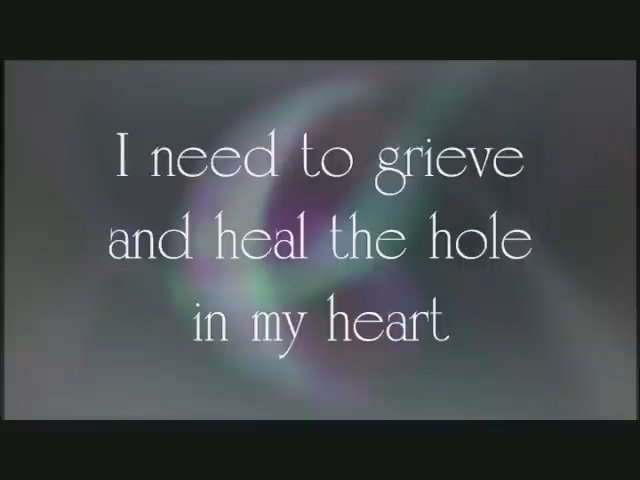 I need to grieve
and heal the hole
in my heart